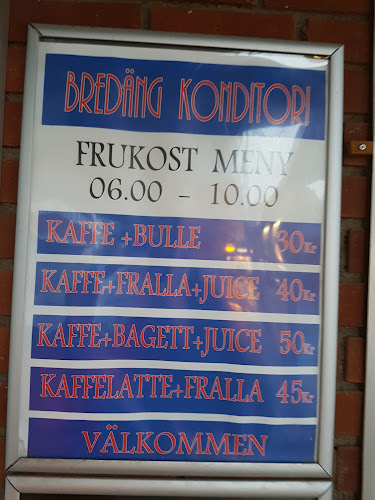 BREDÄNG KONDITORI
FRUKOST MENY
06.00 - 10.00
KAFFE +BULLE 30Kr
KAFFE+FRALLA+JUICE 40Kr
KAFFE+BAGETT+JUICE 50Kr
KAFFELATTE+FRALLA 45Kr
VÄLKOMMEN